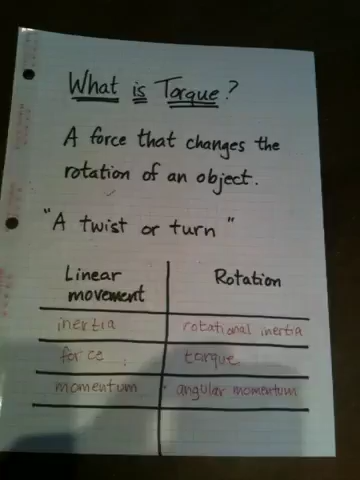 What is Torque?
A force that changes the
rotation of an object.
"A twist or turn"
Linear movement
Rotation
inertia
rotational inertia
force
torque
momentum
angular momentum